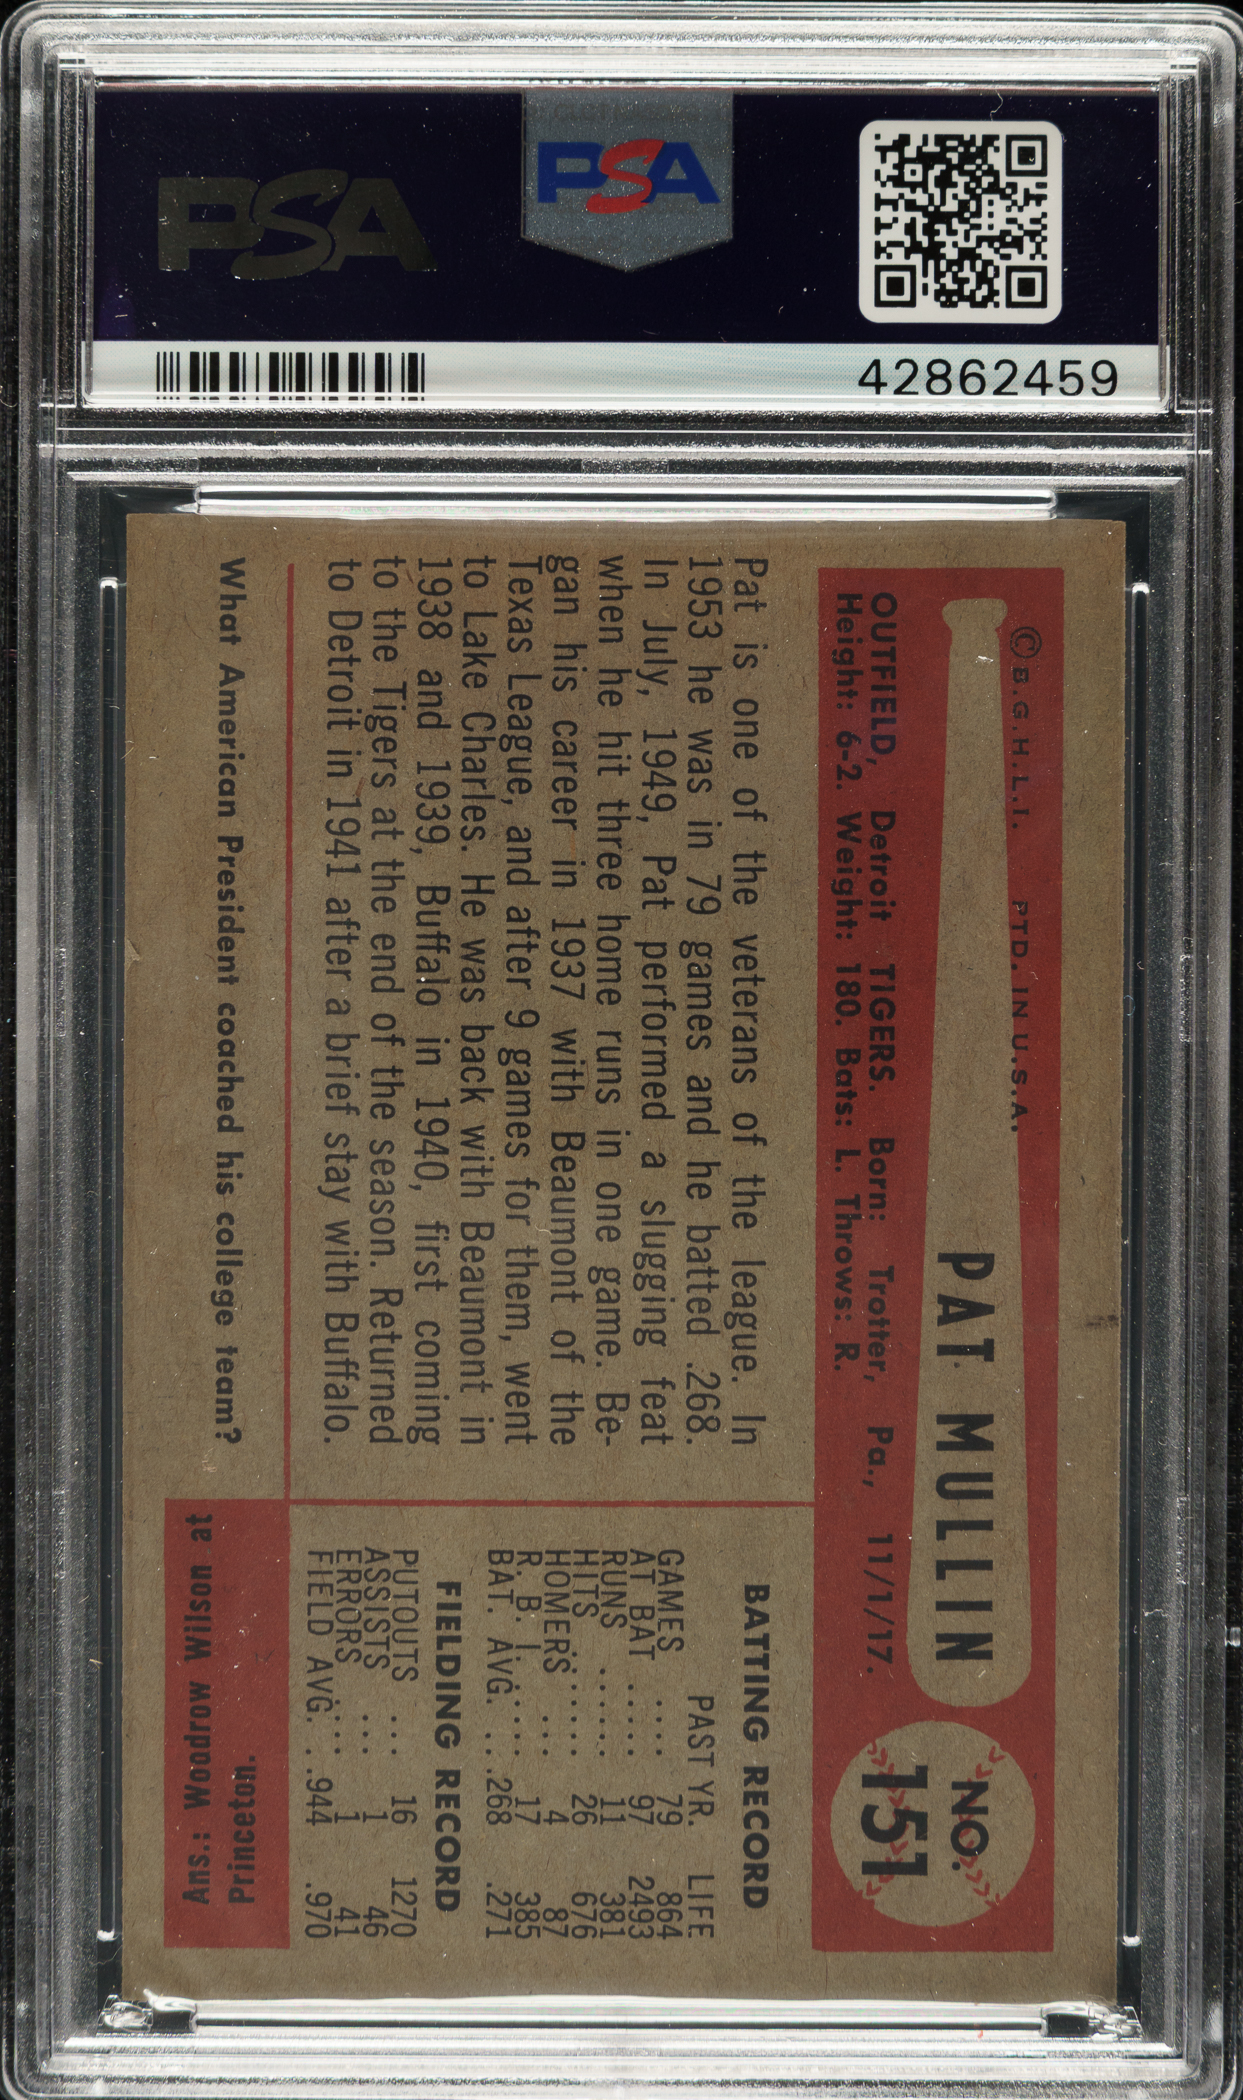 PSA
PSA
42862459
© B.G.H.L.I. PTD. IN U.S.A.
PAT MULLIN
NO.
151
OUTFIELD, Detroit TIGERS. Born: Trotter, Pa., 11/1/17.
Height: 6-2. Weight: 180. Bats: L. Throws: R.
Pat is one of the veterans of the league. In
1953 he was in 79 games and he batted .268.
In July, 1949, Pat performed a slugging feat
when he hit three home runs in one game. Be-
gan his career in 1937 with Beaumont of the
Texas League, and after 9 games for them, went
to Lake Charles. He was back with Beaumont in
1938 and 1939, Buffalo in 1940, first coming
to the Tigers at the end of the season. Returned
to Detroit in 1941 after a brief stay with Buffalo.
BATTING RECORD
PAST YR. LIFE
GAMES .... 79 864
AT BAT ..... 97 2493
RUNS ...... 11 381
HITS ...... 26 676
HOMERS ... 4 87
R. B. I. .... 17 385
BAT. AVG. .. .268 .271
FIELDING RECORD
PUTOUTS ... 16 1270
ASSISTS ... 1 46
ERRORS .... 1 41
FIELD AVG. . .944 .970
What American President coached his college team?
Ans.: Woodrow Wilson at
Princeton.